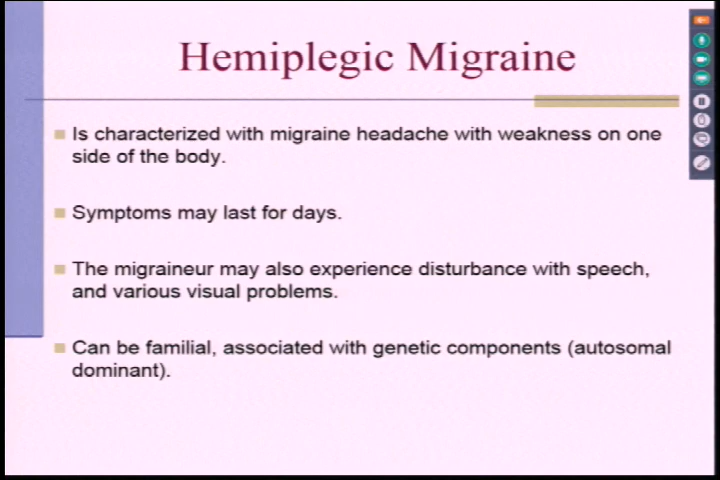 Hemiplegic Migraine
Is characterized with migraine headache with weakness on one
side of the body.
Symptoms may last for days.
The migraineur may also experience disturbance with speech,
and various visual problems.
Can be familial, associated with genetic components (autosomal
dominant).